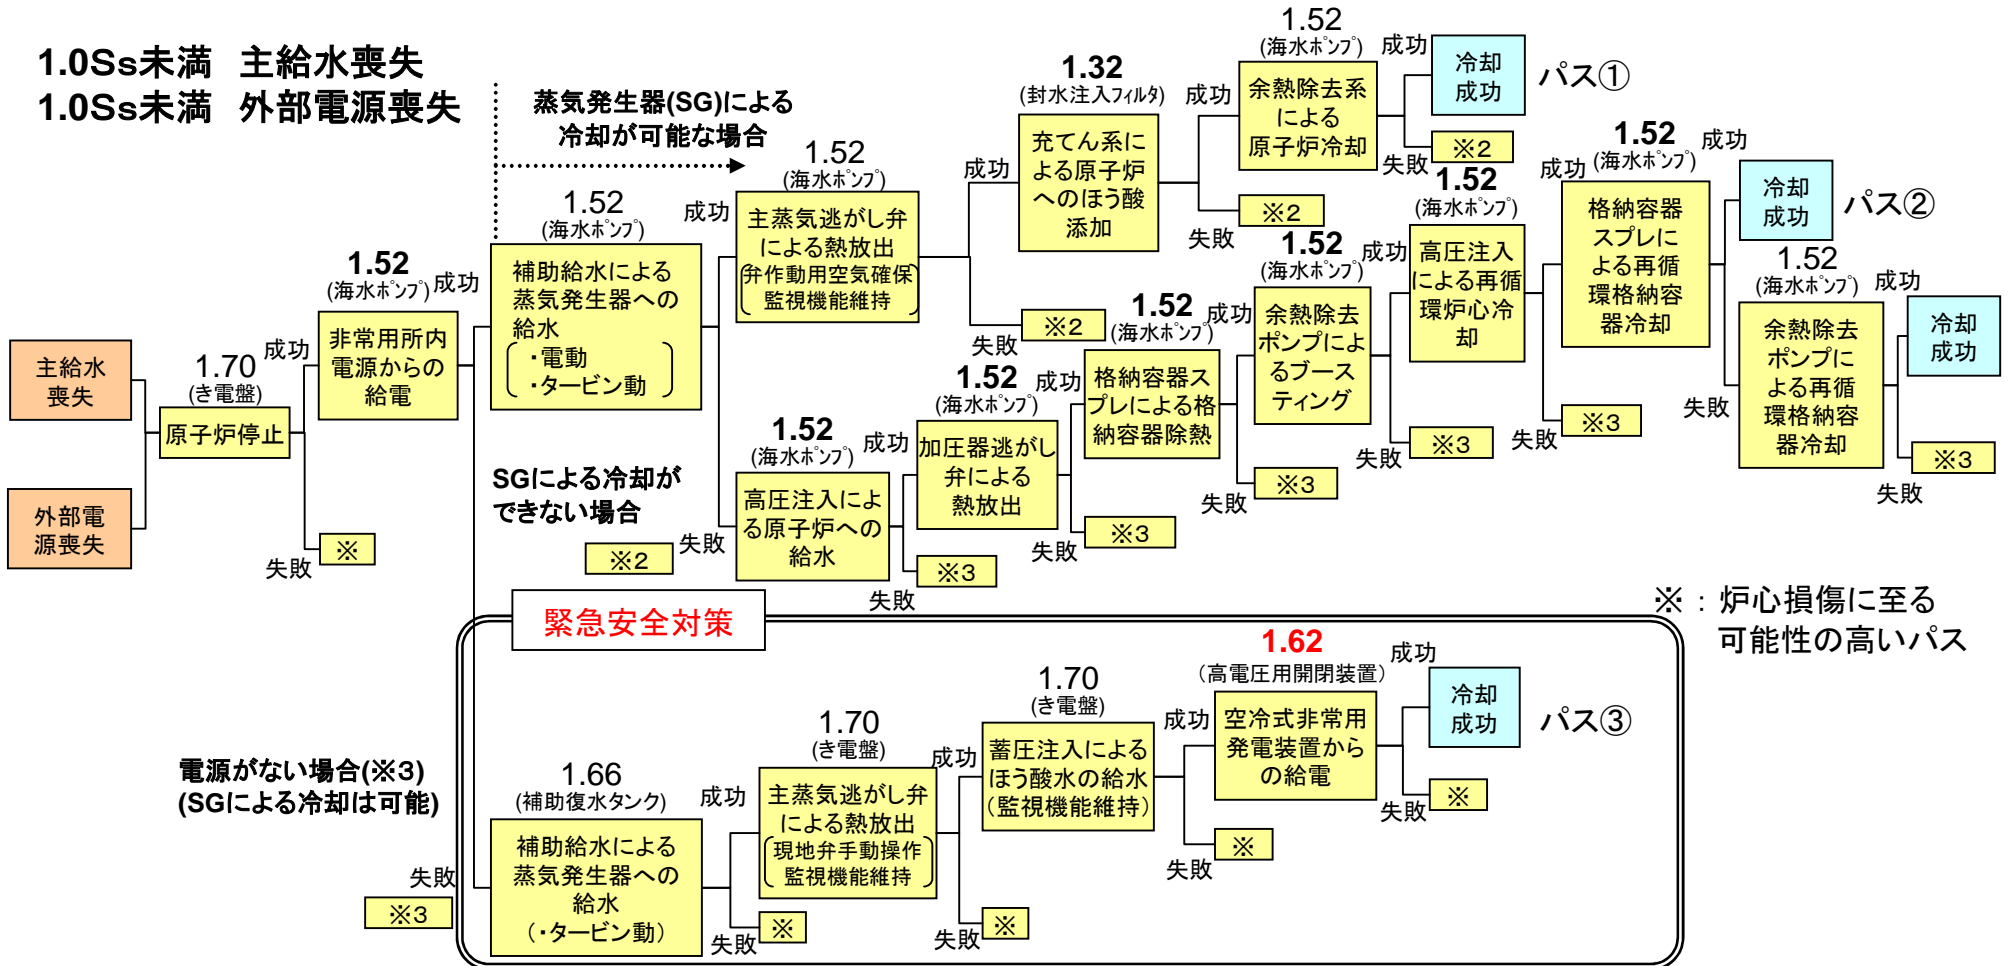 1.0Ss未満　主給水喪失
1.0Ss未満　外部電源喪失
主給水
喪失
外部電
源喪失
1.70
(き電盤)
原子炉停止
成功
失敗
※
1.52
(海水ﾎﾟﾝﾌﾟ)
非常用所内
電源からの
給電
成功
蒸気発生器(SG)による
冷却が可能な場合
1.52
(海水ﾎﾟﾝﾌﾟ)
補助給水による
蒸気発生器への
給水
・電動
・タービン動
成功
失敗
※2
SGによる冷却が
できない場合
1.52
(海水ﾎﾟﾝﾌﾟ)
主蒸気逃がし弁
による熱放出
弁作動用空気確保
監視機能維持
成功
失敗
※2
1.32
(封水注入ﾌｨﾙﾀ)
充てん系に
よる原子炉
へのほう酸
添加
成功
失敗
※2
1.52
(海水ﾎﾟﾝﾌﾟ)
余熱除去系
による
原子炉冷却
成功
失敗
※2
冷却
成功
パス①
1.52
(海水ﾎﾟﾝﾌﾟ)
高圧注入によ
る原子炉への
給水
成功
失敗
※3
1.52
(海水ﾎﾟﾝﾌﾟ)
加圧器逃がし
弁による
熱放出
成功
失敗
※3
1.52
(海水ﾎﾟﾝﾌﾟ)
格納容器ス
プレによる格
納容器除熱
成功
失敗
※3
1.52
(海水ﾎﾟﾝﾌﾟ)
余熱除去
ポンプによ
るブース
ティング
成功
失敗
※3
1.52
(海水ﾎﾟﾝﾌﾟ)
高圧注入
による再循
環炉心冷
却
成功
失敗
※3
1.52
(海水ﾎﾟﾝﾌﾟ)
格納容器
スプレに
よる再循
環格納容
器冷却
成功
失敗
冷却
成功
パス②
1.52
(海水ﾎﾟﾝﾌﾟ)
余熱除去
ポンプに
よる再循
環格納容
器冷却
成功
失敗
※3
冷却
成功
※：炉心損傷に至る
可能性の高いパス
緊急安全対策
電源がない場合(※3)
(SGによる冷却は可能)
失敗
※3
1.66
(補助復水タンク)
補助給水による
蒸気発生器への
給水
(・タービン動)
成功
失敗
※
1.70
(き電盤)
主蒸気逃がし弁
による熱放出
現地弁手動操作
監視機能維持
成功
失敗
※
1.70
(き電盤)
蓄圧注入による
ほう酸水の給水
(監視機能維持)
成功
失敗
※
1.62
(高電圧用開閉装置)
空冷式非常用
発電装置から
の給電
成功
失敗
※
冷却
成功
パス③